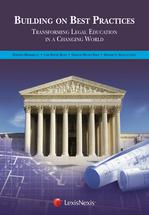 BUILDING ON BEST PRACTICES
TRANSFORMING LEGAL EDUCATION
IN A CHANGING WORLD
LexisNexis